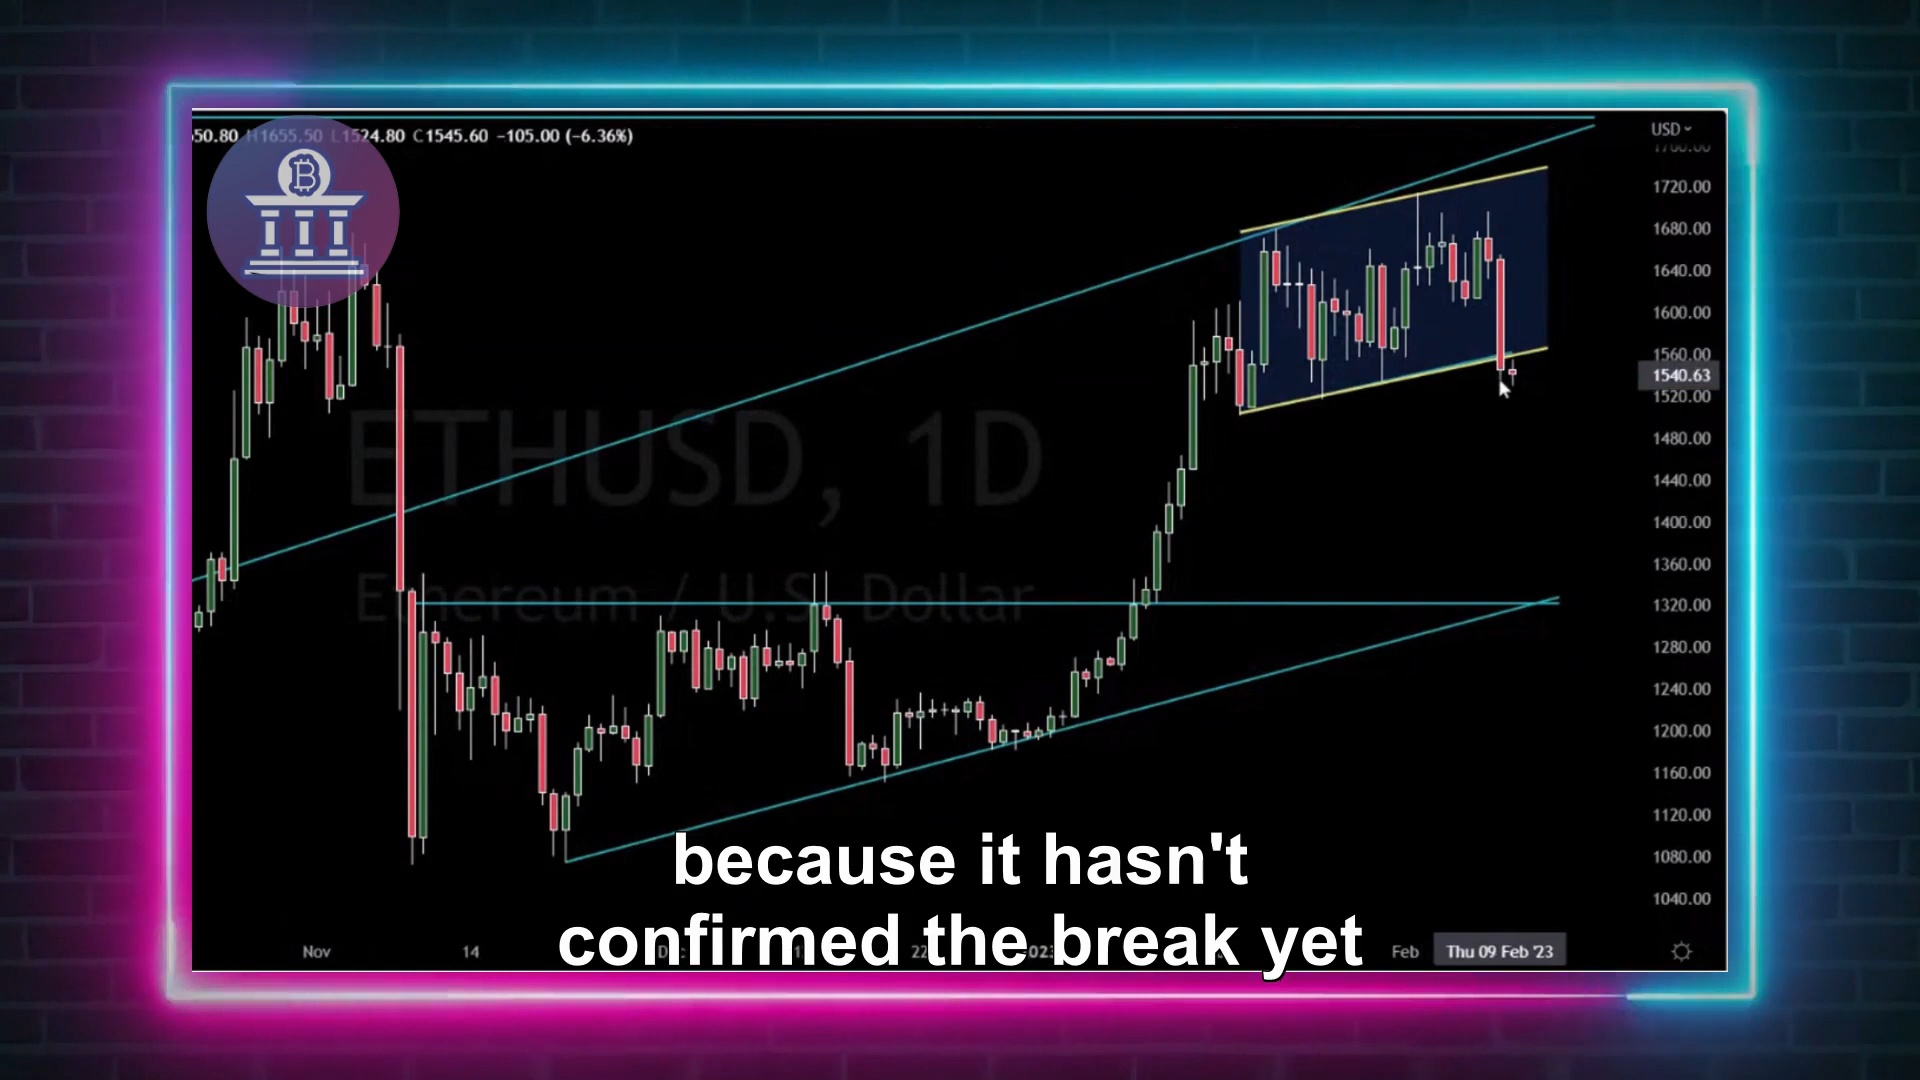 50.80 H1655.50 L1524.80 C1545.60 −105.00 (−6.36%)
USD
1760.00
1720.00
1680.00
1640.00
1600.00
1560.00
1540.63
1520.00
1480.00
1440.00
1400.00
1360.00
1320.00
1280.00
1240.00
1200.00
1160.00
1120.00
1080.00
1040.00
ETHUSD, 1D
Ethereum / U.S. Dollar
because it hasn't
confirmed the break yet
Nov 14 Feb Thu 09 Feb '23